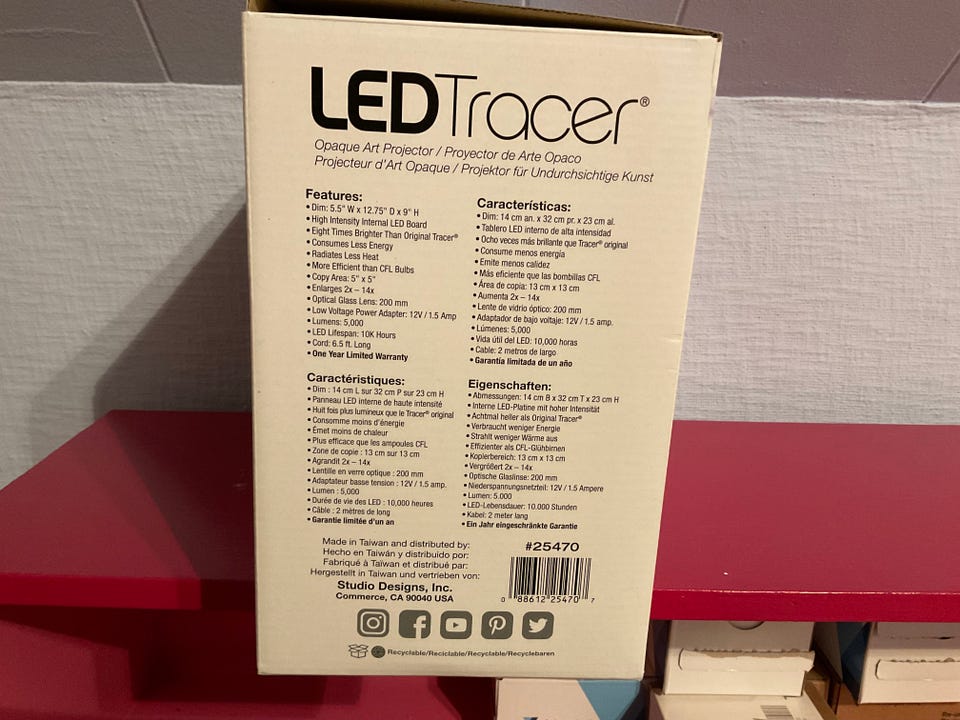 LEDTracer®
Opaque Art Projector / Proyector de Arte Opaco
Projecteur d'Art Opaque / Projektor für Undurchsichtige Kunst
Features:
• Dim: 5.5" W x 12.75" D x 9" H
• High Intensity Internal LED Board
• Eight Times Brighter Than Original Tracer®
• Consumes Less Energy
• Radiates Less Heat
• More Efficient than CFL Bulbs
• Copy Area: 5" x 5"
• Enlarges 2x – 14x
• Optical Glass Lens: 200 mm
• Low Voltage Power Adapter: 12V / 1.5 Amp
• Lumens: 5,000
• LED Lifespan: 10K Hours
• Cord: 6.5 ft. Long
• One Year Limited Warranty
Características:
• Dim: 14 cm an. x 32 cm pr. x 23 cm al.
• Tablero LED interno de alta intensidad
• Ocho veces más brillante que Tracer® original
• Consume menos energía
• Emite menos calidez
• Más eficiente que las bombillas CFL
• Área de copia: 13 cm x 13 cm
• Aumenta 2x – 14x
• Lente de vidrio óptico: 200 mm
• Adaptador de bajo voltaje: 12V / 1.5 amp.
• Lúmenes: 5,000
• Vida útil del LED: 10,000 horas
• Cable: 2 metros de largo
• Garantía limitada de un año
Caractéristiques:
• Dim : 14 cm L sur 32 cm P sur 23 cm H
• Panneau LED interne de haute intensité
• Huit fois plus lumineux que le Tracer® original
• Consomme moins d'énergie
• Émet moins de chaleur
• Plus efficace que les ampoules CFL
• Zone de copie : 13 cm sur 13 cm
• Agrandit 2x – 14x
• Lentille en verre optique : 200 mm
• Adaptateur basse tension : 12V / 1.5 amp.
• Lumen : 5,000
• Durée de vie des LED : 10,000 heures
• Câble : 2 mètres de long
• Garantie limitée d'un an
Eigenschaften:
• Abmessungen: 14 cm B x 32 cm T x 23 cm H
• Interne LED-Platine mit hoher Intensität
• Achtmal heller als Original Tracer®
• Verbraucht weniger Energie
• Strahlt weniger Wärme aus
• Effizienter als CFL-Glühbirnen
• Kopierbereich: 13 cm x 13 cm
• Vergrößert 2x – 14x
• Optische Glaslinse: 200 mm
• Niederspannungsnetzteil: 12V / 1.5 Ampere
• Lumen: 5.000
• LED-Lebensdauer: 10.000 Stunden
• Kabel: 2 meter lang
• Ein Jahr eingeschränkte Garantie
Made in Taiwan and distributed by:
Hecho en Taiwán y distribuido por:
Fabriqué à Taïwan et distribué par:
Hergestellt in Taiwan und vertrieben von:
Studio Designs, Inc.
Commerce, CA 90040 USA
#25470
0 88612 25470 7
Recyclable/Reciclable/Recyclable/Recyclebaren